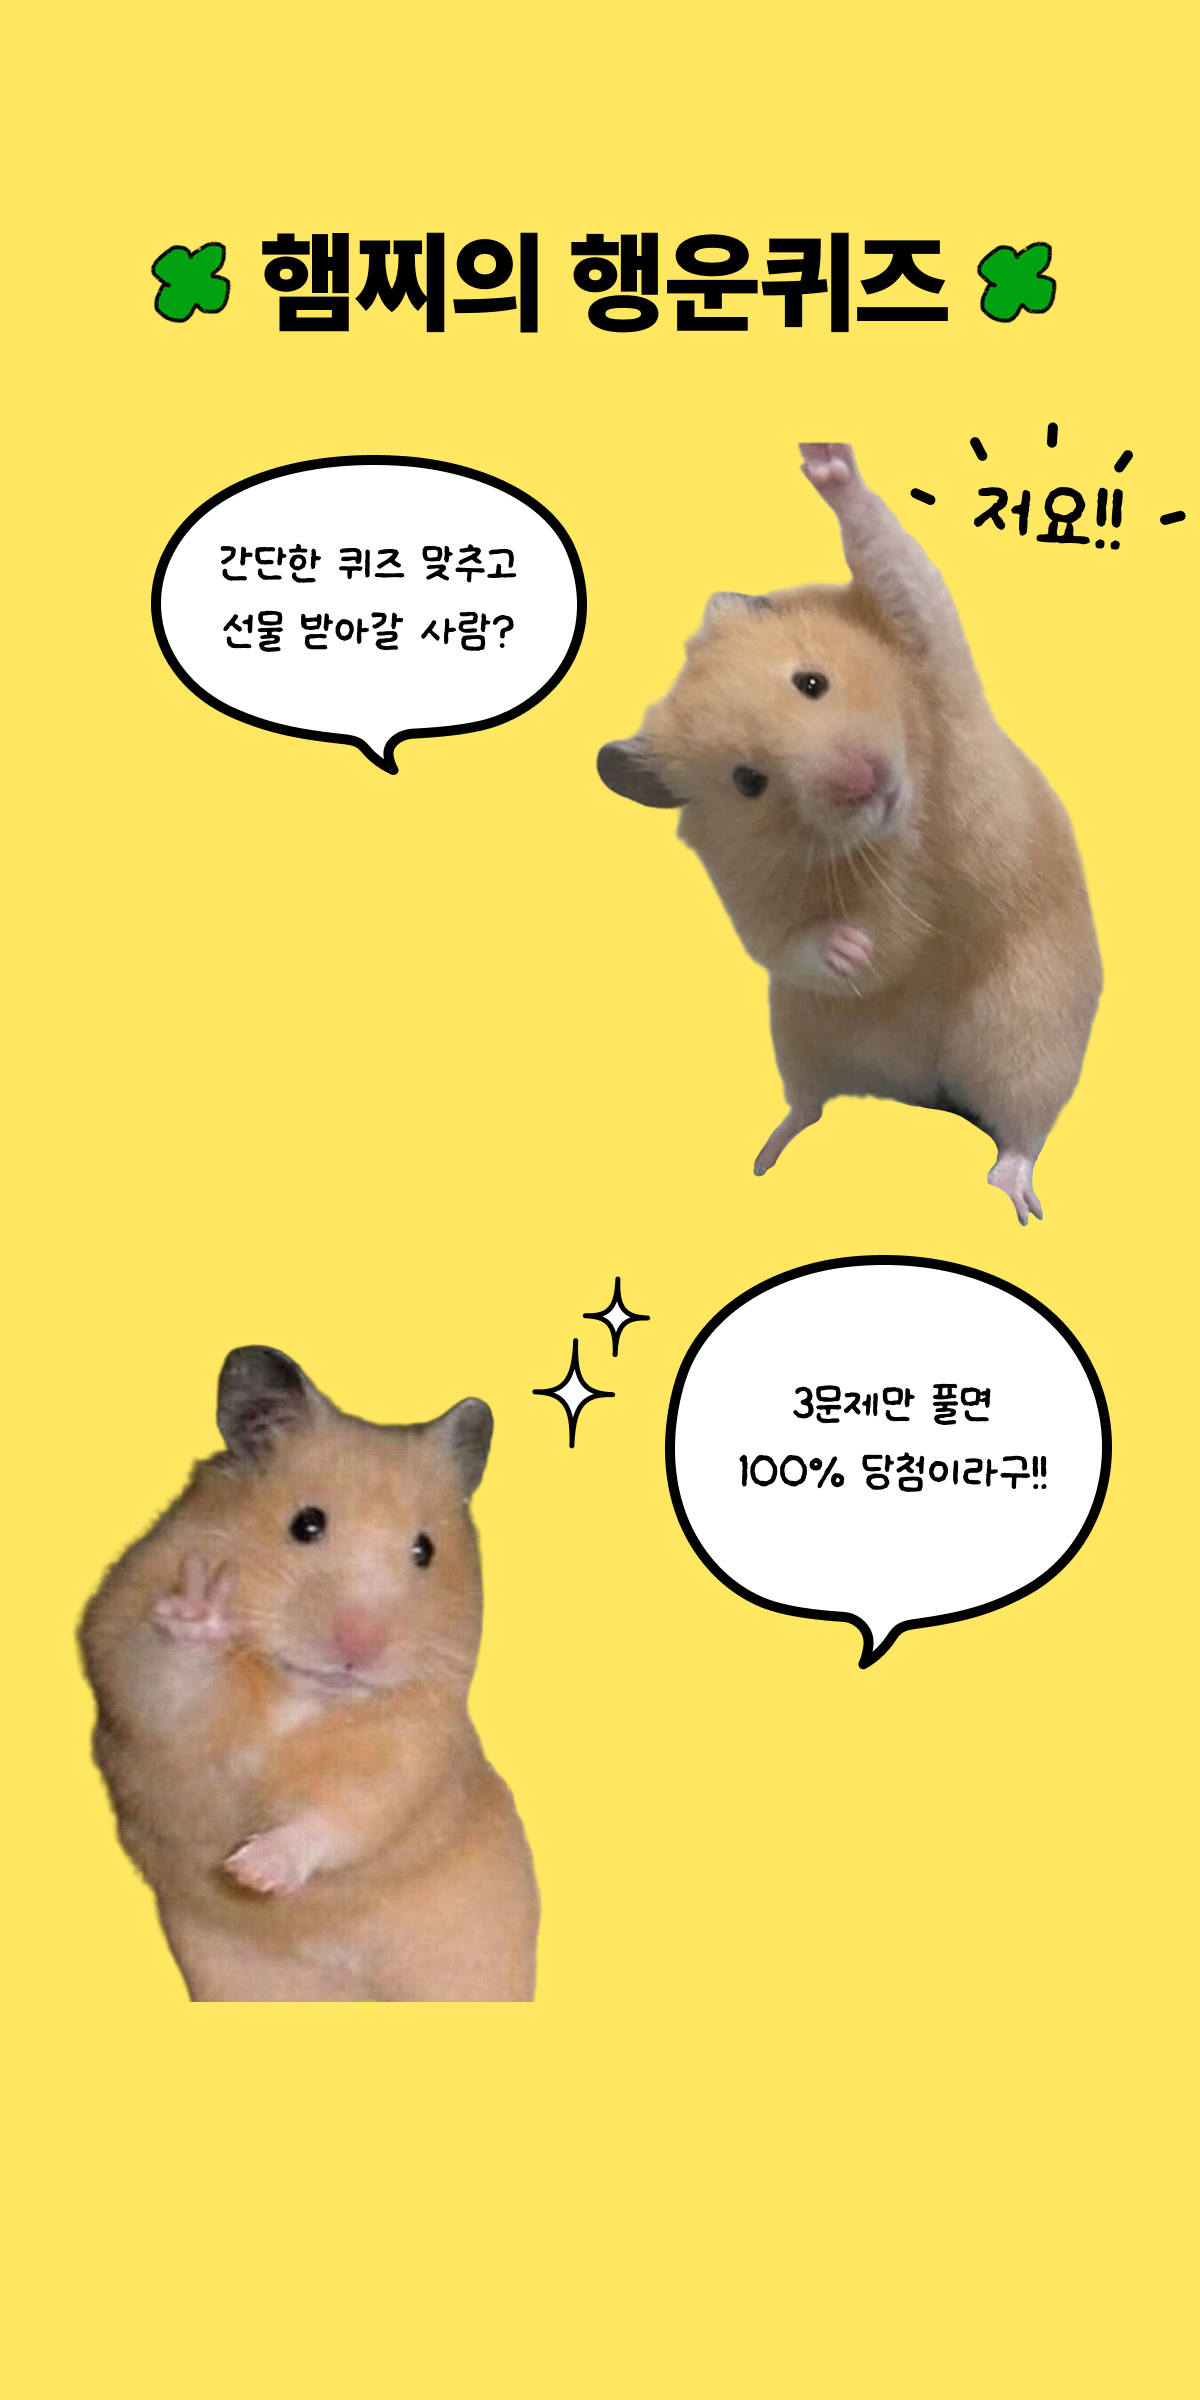 햄찌의 행운퀴즈
간단한 퀴즈 맞추고
선물 받아갈 사람?
저요!!
3문제만 풀면
100% 당첨이라구!!